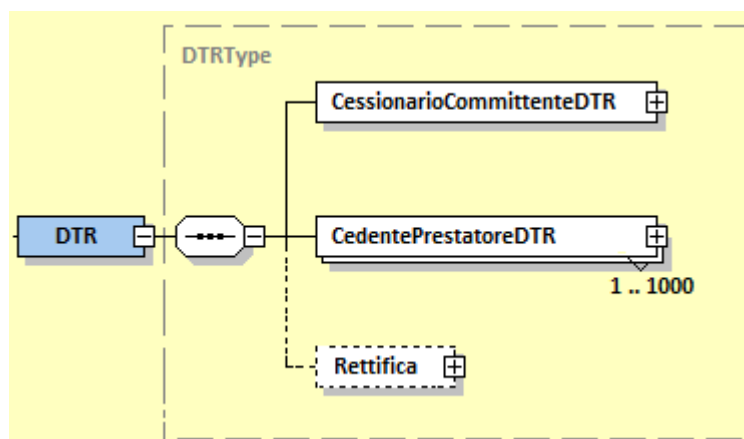 DTRType
CessionarioCommittenteDTR
DTR
CedentePrestatoreDTR
1 .. 1000
Rettifica